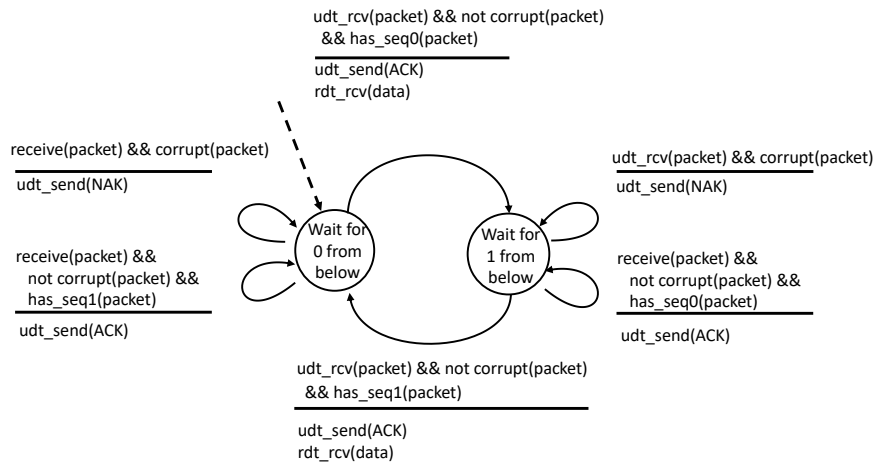 udt_rcv(packet) && not corrupt(packet)
&& has_seq0(packet)
udt_send(ACK)
rdt_rcv(data)
receive(packet) && corrupt(packet)
udt_send(NAK)
receive(packet) &&
not corrupt(packet) &&
has_seq1(packet)
udt_send(ACK)
Wait for
0 from
below
Wait for
1 from
below
udt_rcv(packet) && corrupt(packet)
udt_send(NAK)
receive(packet) &&
not corrupt(packet) &&
has_seq0(packet)
udt_send(ACK)
udt_rcv(packet) && not corrupt(packet)
&& has_seq1(packet)
udt_send(ACK)
rdt_rcv(data)